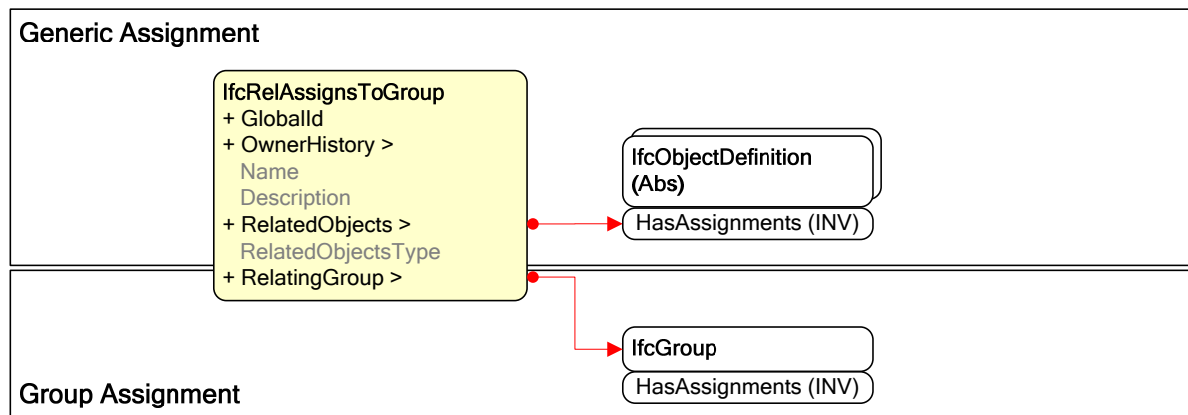 Generic Assignment
IfcRelAssignsToGroup
+ GlobalId
+ OwnerHistory >
Name
Description
+ RelatedObjects >
RelatedObjectsType
+ RelatingGroup >
IfcObjectDefinition
(Abs)
HasAssignments (INV)
IfcGroup
HasAssignments (INV)
Group Assignment